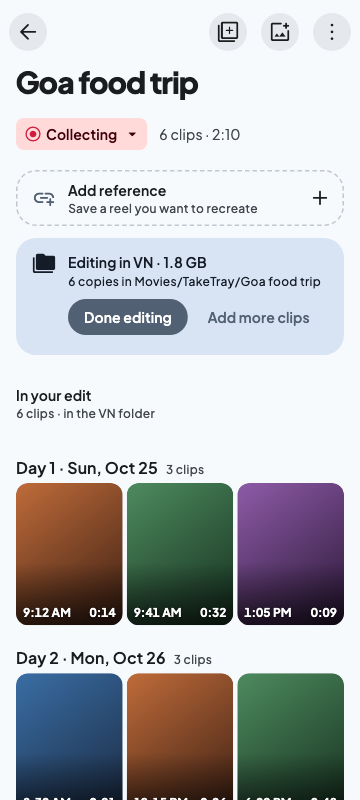 Goa food trip
Collecting
6 clips · 2:10
Add reference
Save a reel you want to recreate
Editing in VN · 1.8 GB
6 copies in Movies/TakeTray/Goa food trip
Done editing
Add more clips
In your edit
6 clips · in the VN folder
Day 1 · Sun, Oct 25 3 clips
9:12 AM 0:14
9:41 AM 0:32
1:05 PM 0:09
Day 2 · Mon, Oct 26 3 clips